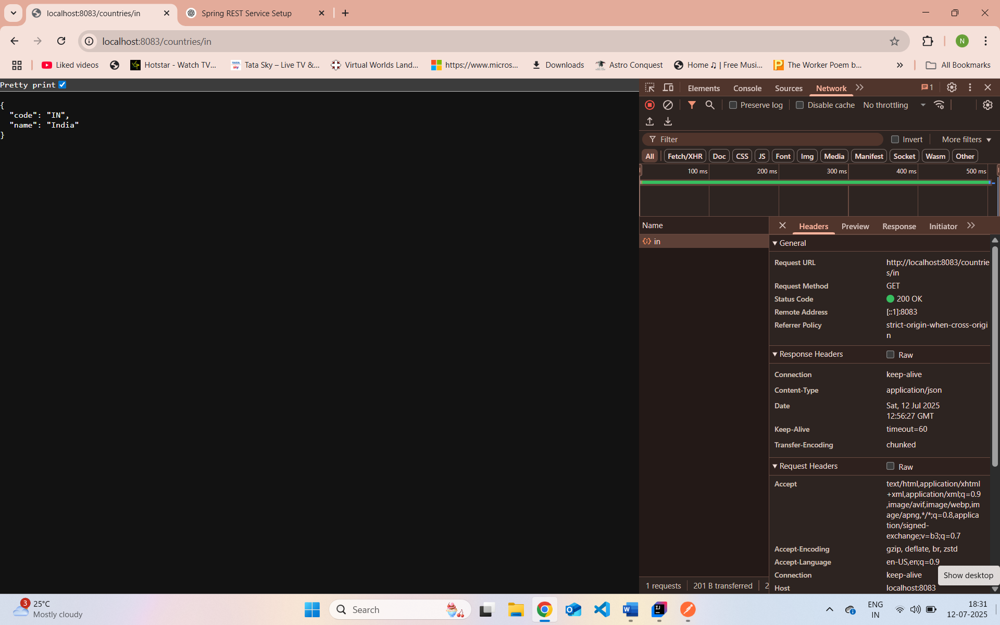 localhost:8083/countries/in
Spring REST Service Setup
localhost:8083/countries/in
N
Liked videos
Hotstar - Watch TV...
TATA sky
Tata Sky – Live TV &...
Virtual Worlds Land...
https://www.micros...
Downloads
Astro Conquest
Home ♫ | Free Musi...
The Worker Poem b...
All Bookmarks
Pretty print
{
"code": "IN",
"name": "India"
}
Elements Console Sources Network
1
Preserve log
Disable cache
No throttling
Filter
Invert
More filters
All Fetch/XHR Doc CSS JS Font Img Media Manifest Socket Wasm Other
100 ms 200 ms 300 ms 400 ms 500 ms
Name
in
Headers Preview Response Initiator
General
Request URL http://localhost:8083/countrie
s/in
Request Method GET
Status Code 200 OK
Remote Address [::1]:8083
Referrer Policy strict-origin-when-cross-origi
n
Response Headers Raw
Connection keep-alive
Content-Type application/json
Date Sat, 12 Jul 2025
12:56:27 GMT
Keep-Alive timeout=60
Transfer-Encoding chunked
Request Headers Raw
Accept text/html,application/xhtml
+xml,application/xml;q=0.9
,image/avif,image/webp,im
age/apng,*/*;q=0.8,applica
tion/signed-
exchange;v=b3;q=0.7
Accept-Encoding gzip, deflate, br, zstd
Accept-Language en-US,en;q=0.9
Connection keep-alive
Host localhost:8083
Show desktop
1 requests 201 B transferred 2
3
25°C
Mostly cloudy
Search
ENG
IN
18:31
12-07-2025